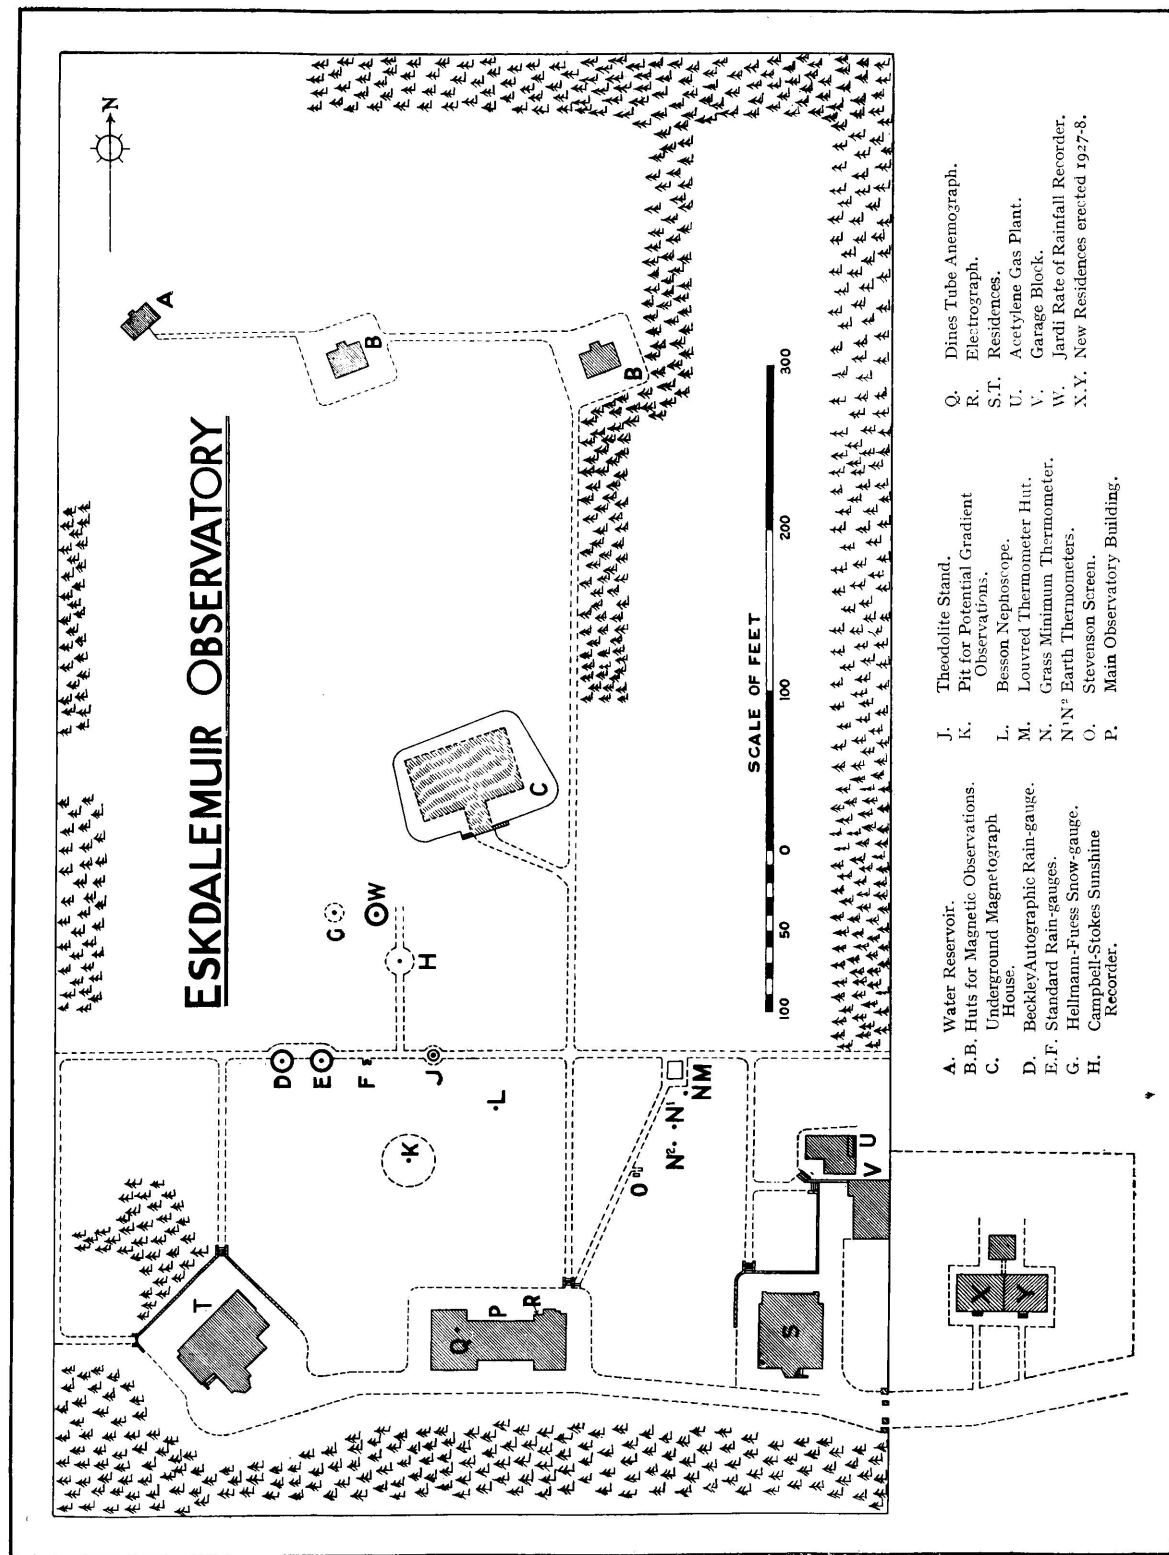 ESKDALEMUIR OBSERVATORY
N
A
B
B
C
G
W
H
D
E
F
J
L
K
N² N¹
NM
O
T
Q
P
R
S
V
U
X
Y
SCALE OF FEET
100 50 0 100 200 300
A. Water Reservoir.
B.B. Huts for Magnetic Observations.
C. Underground Magnetograph
House.
D. Beckley Autographic Rain-gauge.
E.F. Standard Rain-gauges.
G. Hellmann-Fuess Snow-gauge.
H. Campbell-Stokes Sunshine
Recorder.
J. Theodolite Stand.
K. Pit for Potential Gradient
Observations.
L. Besson Nephoscope.
M. Louvred Thermometer Hut.
N. Grass Minimum Thermometer.
N¹N² Earth Thermometers.
O. Stevenson Screen.
P. Main Observatory Building.
Q. Dines Tube Anemograph.
R. Electrograph.
S.T. Residences.
U. Acetylene Gas Plant.
V. Garage Block.
W. Jardi Rate of Rainfall Recorder.
X.Y. New Residences erected 1927-8.